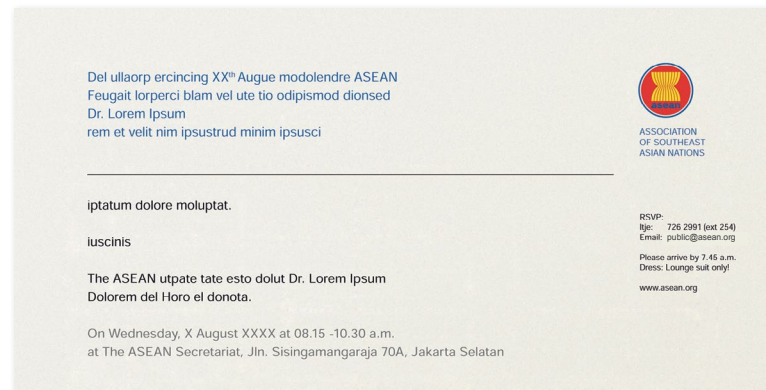 Del ullaorp ercincing XXth Augue modolendre ASEAN
Feugait lorperci blam vel ute tio odipismod dionsed
Dr. Lorem Ipsum
rem et velit nim ipsustrud minim ipsusci
asean
ASSOCIATION
OF SOUTHEAST
ASIAN NATIONS
iptatum dolore moluptat.
iuscinis
The ASEAN utpate tate esto dolut Dr. Lorem Ipsum
Dolorem del Horo el donota.
On Wednesday, X August XXXX at 08.15 -10.30 a.m.
at The ASEAN Secretariat, Jln. Sisingamangaraja 70A, Jakarta Selatan
RSVP:
Itje: 726 2991 (ext 254)
Email: public@asean.org
Please arrive by 7.45 a.m.
Dress: Lounge suit only!
www.asean.org